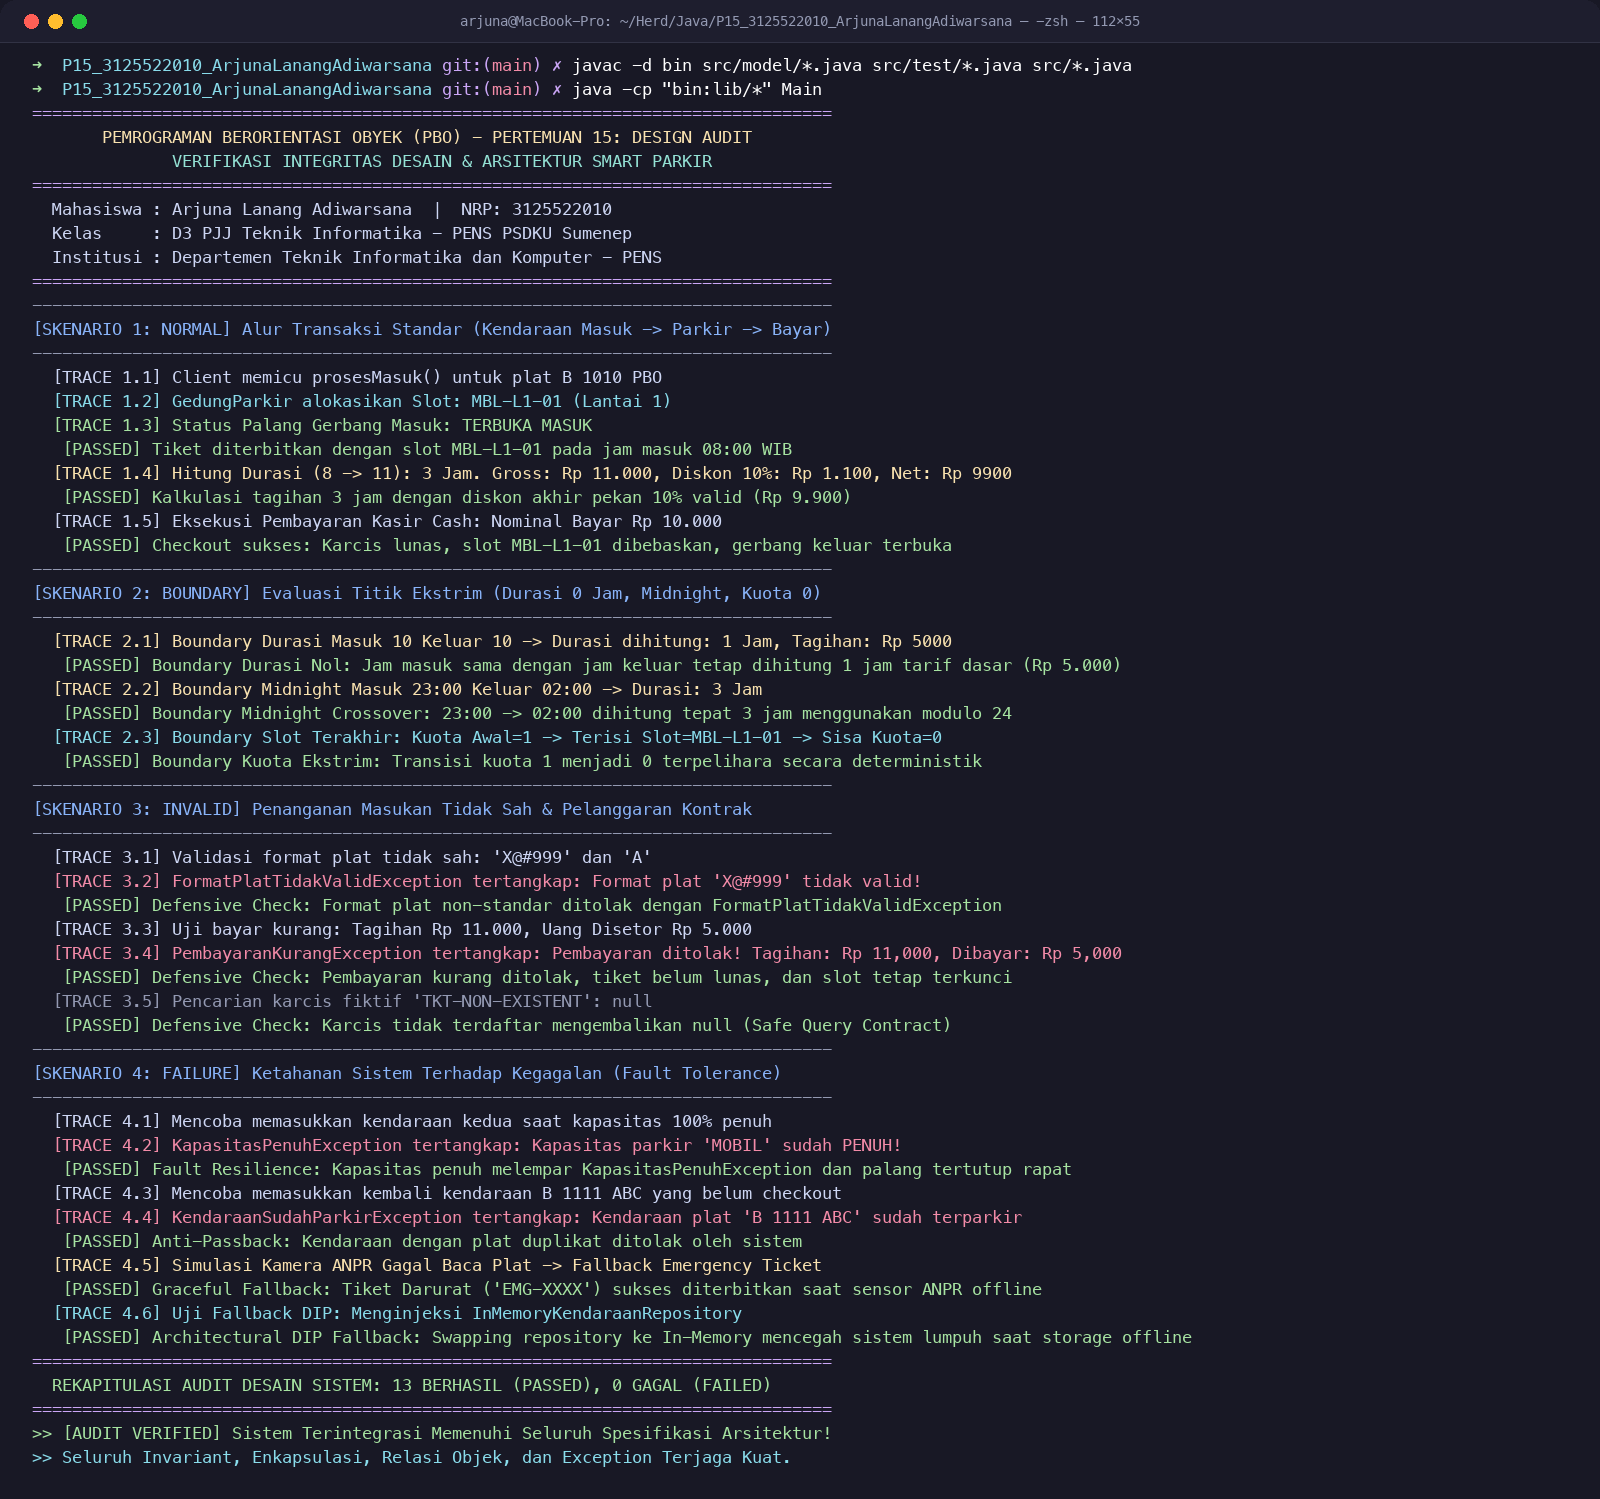 arjuna@MacBook-Pro: ~/Herd/Java/P15_3125522010_ArjunaLanangAdiwarsana — -zsh — 112×55
➜  P15_3125522010_ArjunaLanangAdiwarsana git:(main) ✗ javac -d bin src/model/*.java src/test/*.java src/*.java
➜  P15_3125522010_ArjunaLanangAdiwarsana git:(main) ✗ java -cp "bin:lib/*" Main
================================================================================
       PEMROGRAMAN BERORIENTASI OBYEK (PBO) - PERTEMUAN 15: DESIGN AUDIT
              VERIFIKASI INTEGRITAS DESAIN & ARSITEKTUR SMART PARKIR
================================================================================
  Mahasiswa : Arjuna Lanang Adiwarsana  |  NRP: 3125522010
  Kelas     : D3 PJJ Teknik Informatika - PENS PSDKU Sumenep
  Institusi : Departemen Teknik Informatika dan Komputer - PENS
================================================================================
--------------------------------------------------------------------------------
[SKENARIO 1: NORMAL] Alur Transaksi Standar (Kendaraan Masuk -> Parkir -> Bayar)
--------------------------------------------------------------------------------
  [TRACE 1.1] Client memicu prosesMasuk() untuk plat B 1010 PBO
  [TRACE 1.2] GedungParkir alokasikan Slot: MBL-L1-01 (Lantai 1)
  [TRACE 1.3] Status Palang Gerbang Masuk: TERBUKA MASUK
   [PASSED] Tiket diterbitkan dengan slot MBL-L1-01 pada jam masuk 08:00 WIB
  [TRACE 1.4] Hitung Durasi (8 -> 11): 3 Jam. Gross: Rp 11.000, Diskon 10%: Rp 1.100, Net: Rp 9900
   [PASSED] Kalkulasi tagihan 3 jam dengan diskon akhir pekan 10% valid (Rp 9.900)
  [TRACE 1.5] Eksekusi Pembayaran Kasir Cash: Nominal Bayar Rp 10.000
   [PASSED] Checkout sukses: Karcis lunas, slot MBL-L1-01 dibebaskan, gerbang keluar terbuka
--------------------------------------------------------------------------------
[SKENARIO 2: BOUNDARY] Evaluasi Titik Ekstrim (Durasi 0 Jam, Midnight, Kuota 0)
--------------------------------------------------------------------------------
  [TRACE 2.1] Boundary Durasi Masuk 10 Keluar 10 -> Durasi dihitung: 1 Jam, Tagihan: Rp 5000
   [PASSED] Boundary Durasi Nol: Jam masuk sama dengan jam keluar tetap dihitung 1 jam tarif dasar (Rp 5.000)
  [TRACE 2.2] Boundary Midnight Masuk 23:00 Keluar 02:00 -> Durasi: 3 Jam
   [PASSED] Boundary Midnight Crossover: 23:00 -> 02:00 dihitung tepat 3 jam menggunakan modulo 24
  [TRACE 2.3] Boundary Slot Terakhir: Kuota Awal=1 -> Terisi Slot=MBL-L1-01 -> Sisa Kuota=0
   [PASSED] Boundary Kuota Ekstrim: Transisi kuota 1 menjadi 0 terpelihara secara deterministik
--------------------------------------------------------------------------------
[SKENARIO 3: INVALID] Penanganan Masukan Tidak Sah & Pelanggaran Kontrak
--------------------------------------------------------------------------------
  [TRACE 3.1] Validasi format plat tidak sah: 'X@#999' dan 'A'
  [TRACE 3.2] FormatPlatTidakValidException tertangkap: Format plat 'X@#999' tidak valid!
   [PASSED] Defensive Check: Format plat non-standar ditolak dengan FormatPlatTidakValidException
  [TRACE 3.3] Uji bayar kurang: Tagihan Rp 11.000, Uang Disetor Rp 5.000
  [TRACE 3.4] PembayaranKurangException tertangkap: Pembayaran ditolak! Tagihan: Rp 11,000, Dibayar: Rp 5,000
   [PASSED] Defensive Check: Pembayaran kurang ditolak, tiket belum lunas, dan slot tetap terkunci
  [TRACE 3.5] Pencarian karcis fiktif 'TKT-NON-EXISTENT': null
   [PASSED] Defensive Check: Karcis tidak terdaftar mengembalikan null (Safe Query Contract)
--------------------------------------------------------------------------------
[SKENARIO 4: FAILURE] Ketahanan Sistem Terhadap Kegagalan (Fault Tolerance)
--------------------------------------------------------------------------------
  [TRACE 4.1] Mencoba memasukkan kendaraan kedua saat kapasitas 100% penuh
  [TRACE 4.2] KapasitasPenuhException tertangkap: Kapasitas parkir 'MOBIL' sudah PENUH!
   [PASSED] Fault Resilience: Kapasitas penuh melempar KapasitasPenuhException dan palang tertutup rapat
  [TRACE 4.3] Mencoba memasukkan kembali kendaraan B 1111 ABC yang belum checkout
  [TRACE 4.4] KendaraanSudahParkirException tertangkap: Kendaraan plat 'B 1111 ABC' sudah terparkir
   [PASSED] Anti-Passback: Kendaraan dengan plat duplikat ditolak oleh sistem
  [TRACE 4.5] Simulasi Kamera ANPR Gagal Baca Plat -> Fallback Emergency Ticket
   [PASSED] Graceful Fallback: Tiket Darurat ('EMG-XXXX') sukses diterbitkan saat sensor ANPR offline
  [TRACE 4.6] Uji Fallback DIP: Menginjeksi InMemoryKendaraanRepository
   [PASSED] Architectural DIP Fallback: Swapping repository ke In-Memory mencegah sistem lumpuh saat storage offline
================================================================================
  REKAPITULASI AUDIT DESAIN SISTEM: 13 BERHASIL (PASSED), 0 GAGAL (FAILED)
================================================================================
>> [AUDIT VERIFIED] Sistem Terintegrasi Memenuhi Seluruh Spesifikasi Arsitektur!
>> Seluruh Invariant, Enkapsulasi, Relasi Objek, dan Exception Terjaga Kuat.